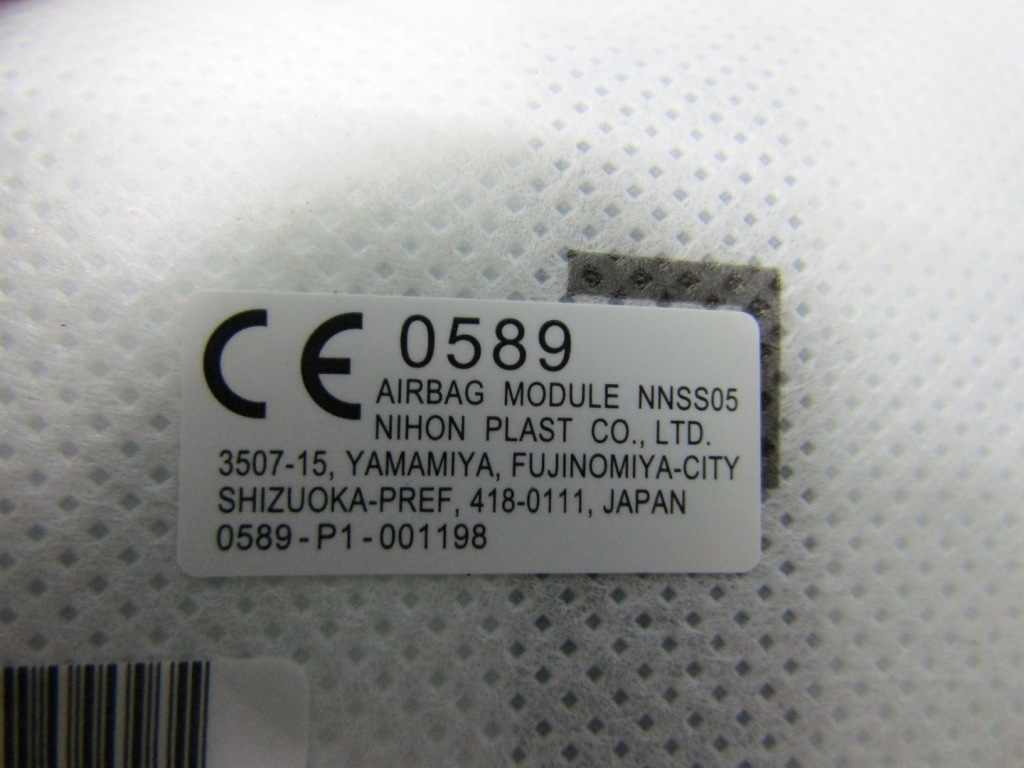 CE 0589
AIRBAG MODULE NNSS05
NIHON PLAST CO., LTD.
3507-15, YAMAMIYA, FUJINOMIYA-CITY
SHIZUOKA-PREF, 418-0111, JAPAN
0589-P1-001198